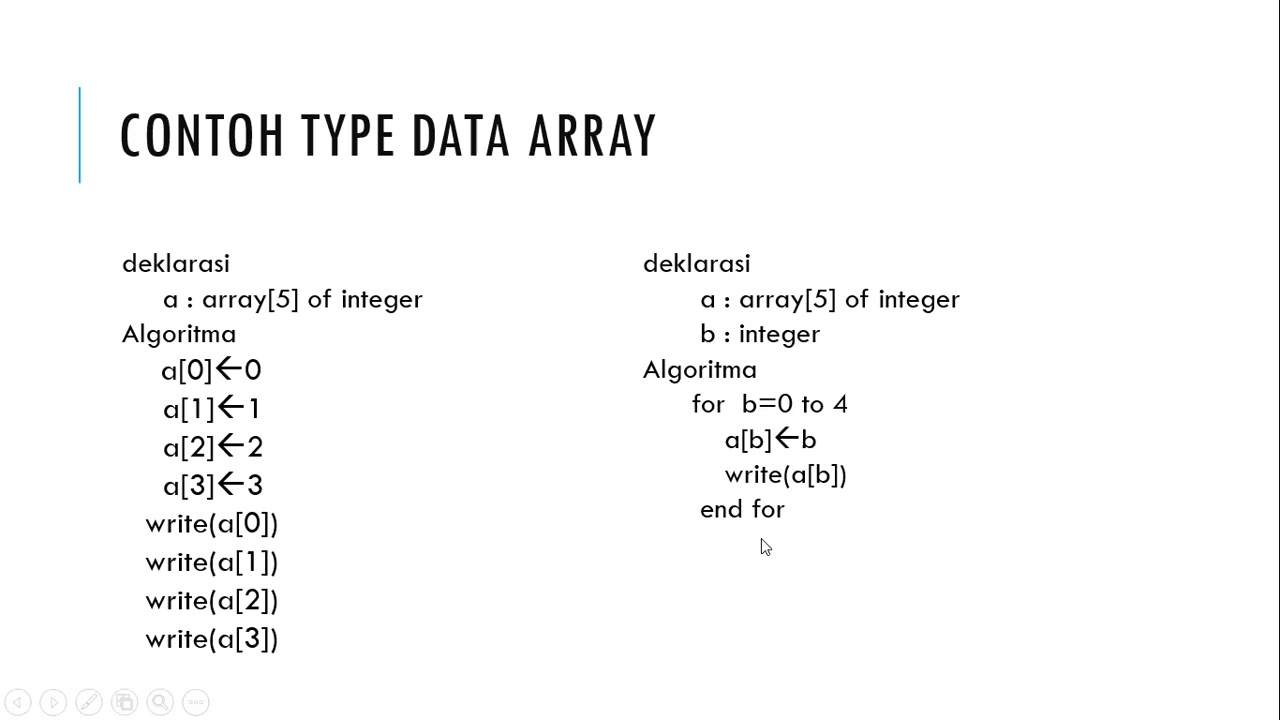 CONTOH TYPE DATA ARRAY
deklarasi
a : array[5] of integer
Algoritma
a[0]←0
a[1]←1
a[2]←2
a[3]←3
write(a[0])
write(a[1])
write(a[2])
write(a[3])
deklarasi
a : array[5] of integer
b : integer
Algoritma
for b=0 to 4
a[b]←b
write(a[b])
end for